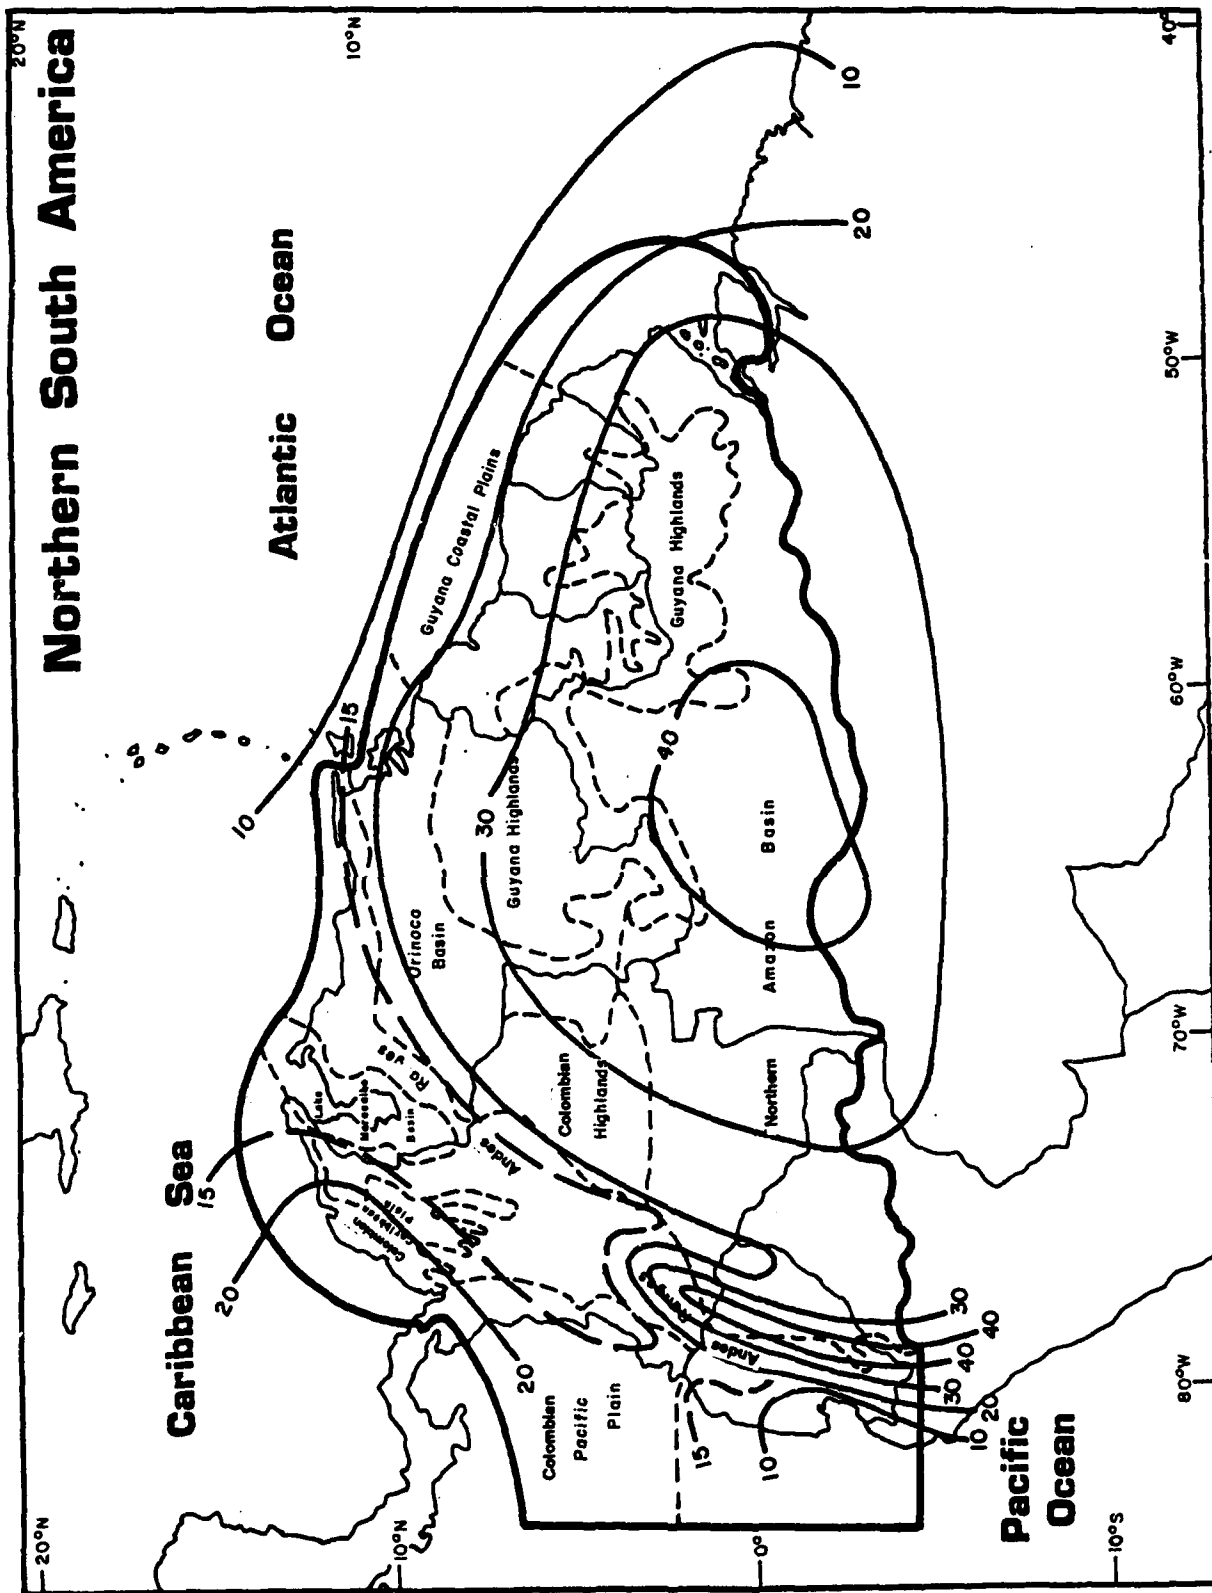 Northern South America
20°N
10°N
40°
Atlantic Ocean
10
20
50°W
Guyana Coastal Plains
Guyana Highlands
15
10
60°W
40
30
Guyana Highlands
Basin
Orinoca
Basin
Amazon
70°W
Colombian
Highlands
Northern
Lake
Maracaibo
Basin
Andes
Caribbean Sea
15
20
Colombian
Caribbean
Plain
20
Andes
30
40
40
30
20
10
80°W
Colombian
Pacific
Plain
15
10
Pacific
Ocean
20°N
10°N
0°
10°S